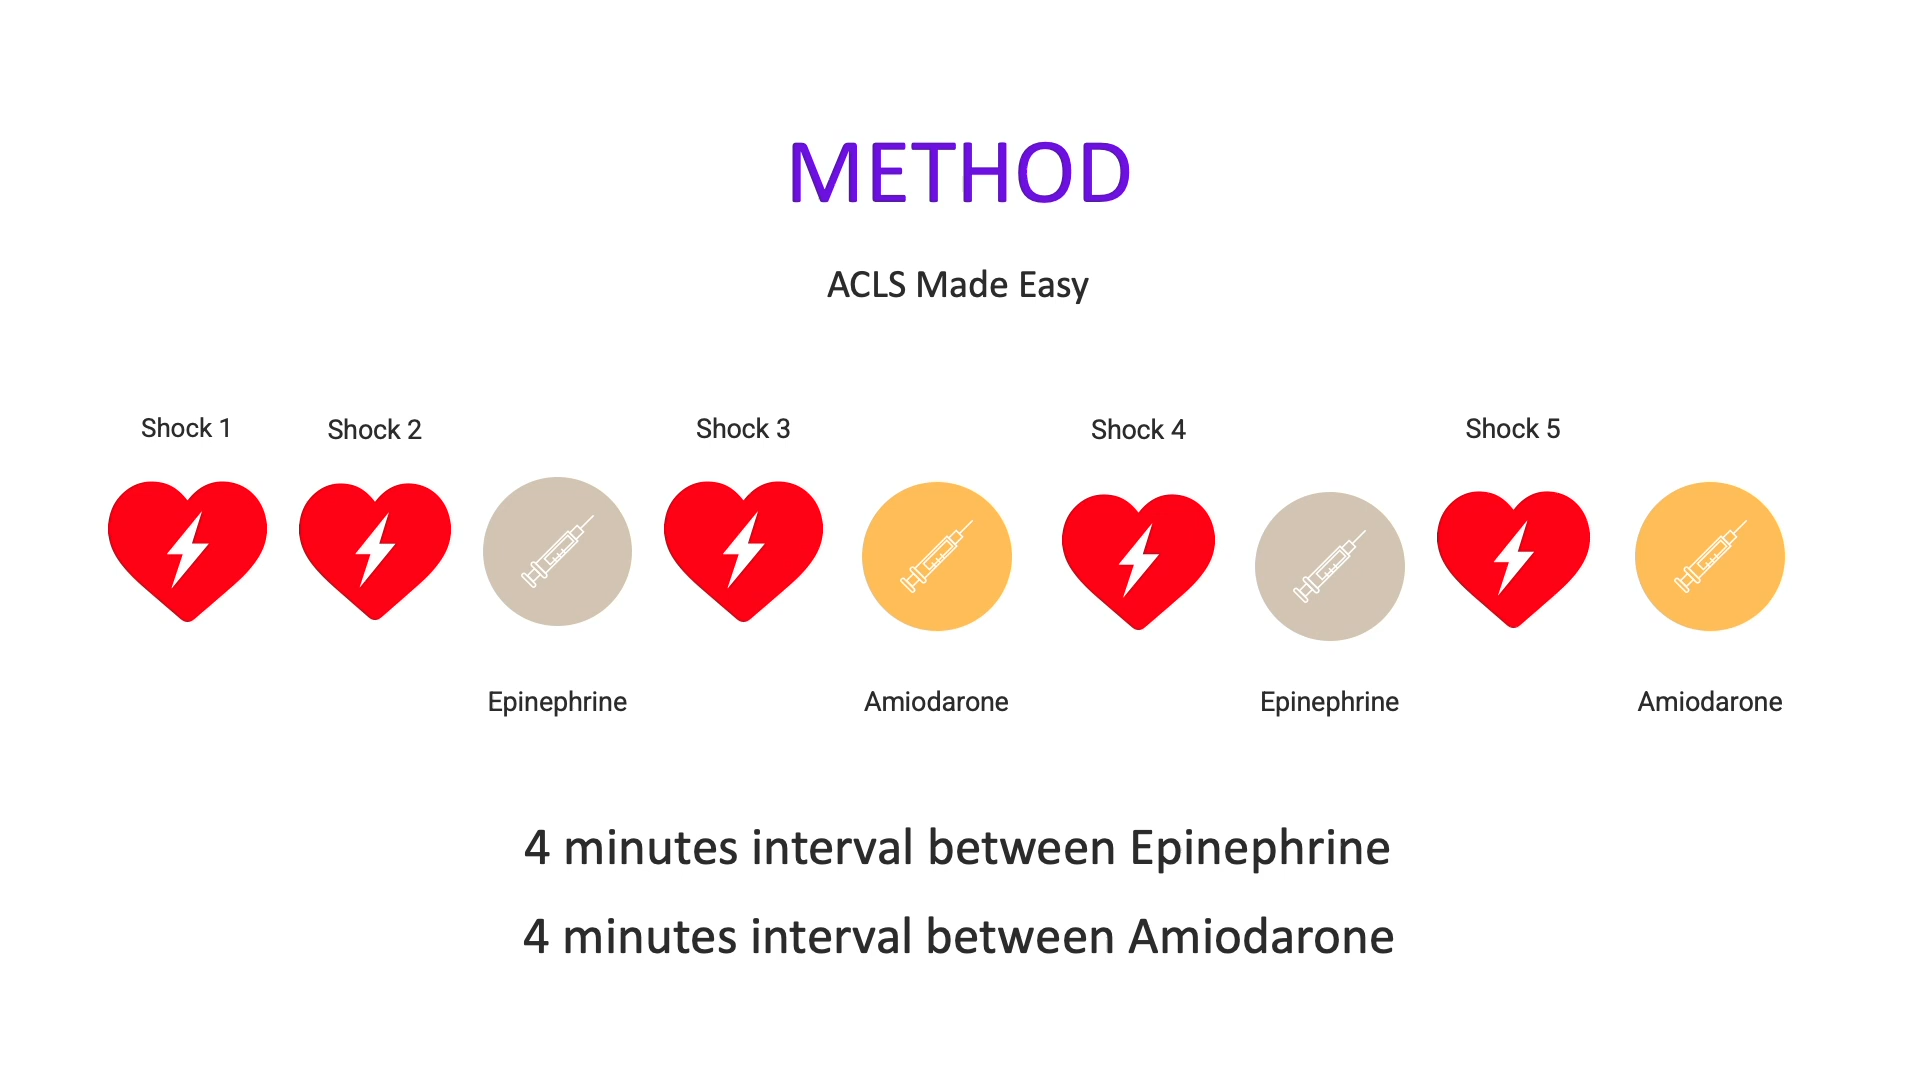 METHOD
ACLS Made Easy
Shock 1
Shock 2
Shock 3
Shock 4
Shock 5
Epinephrine
Amiodarone
Epinephrine
Amiodarone
4 minutes interval between Epinephrine
4 minutes interval between Amiodarone